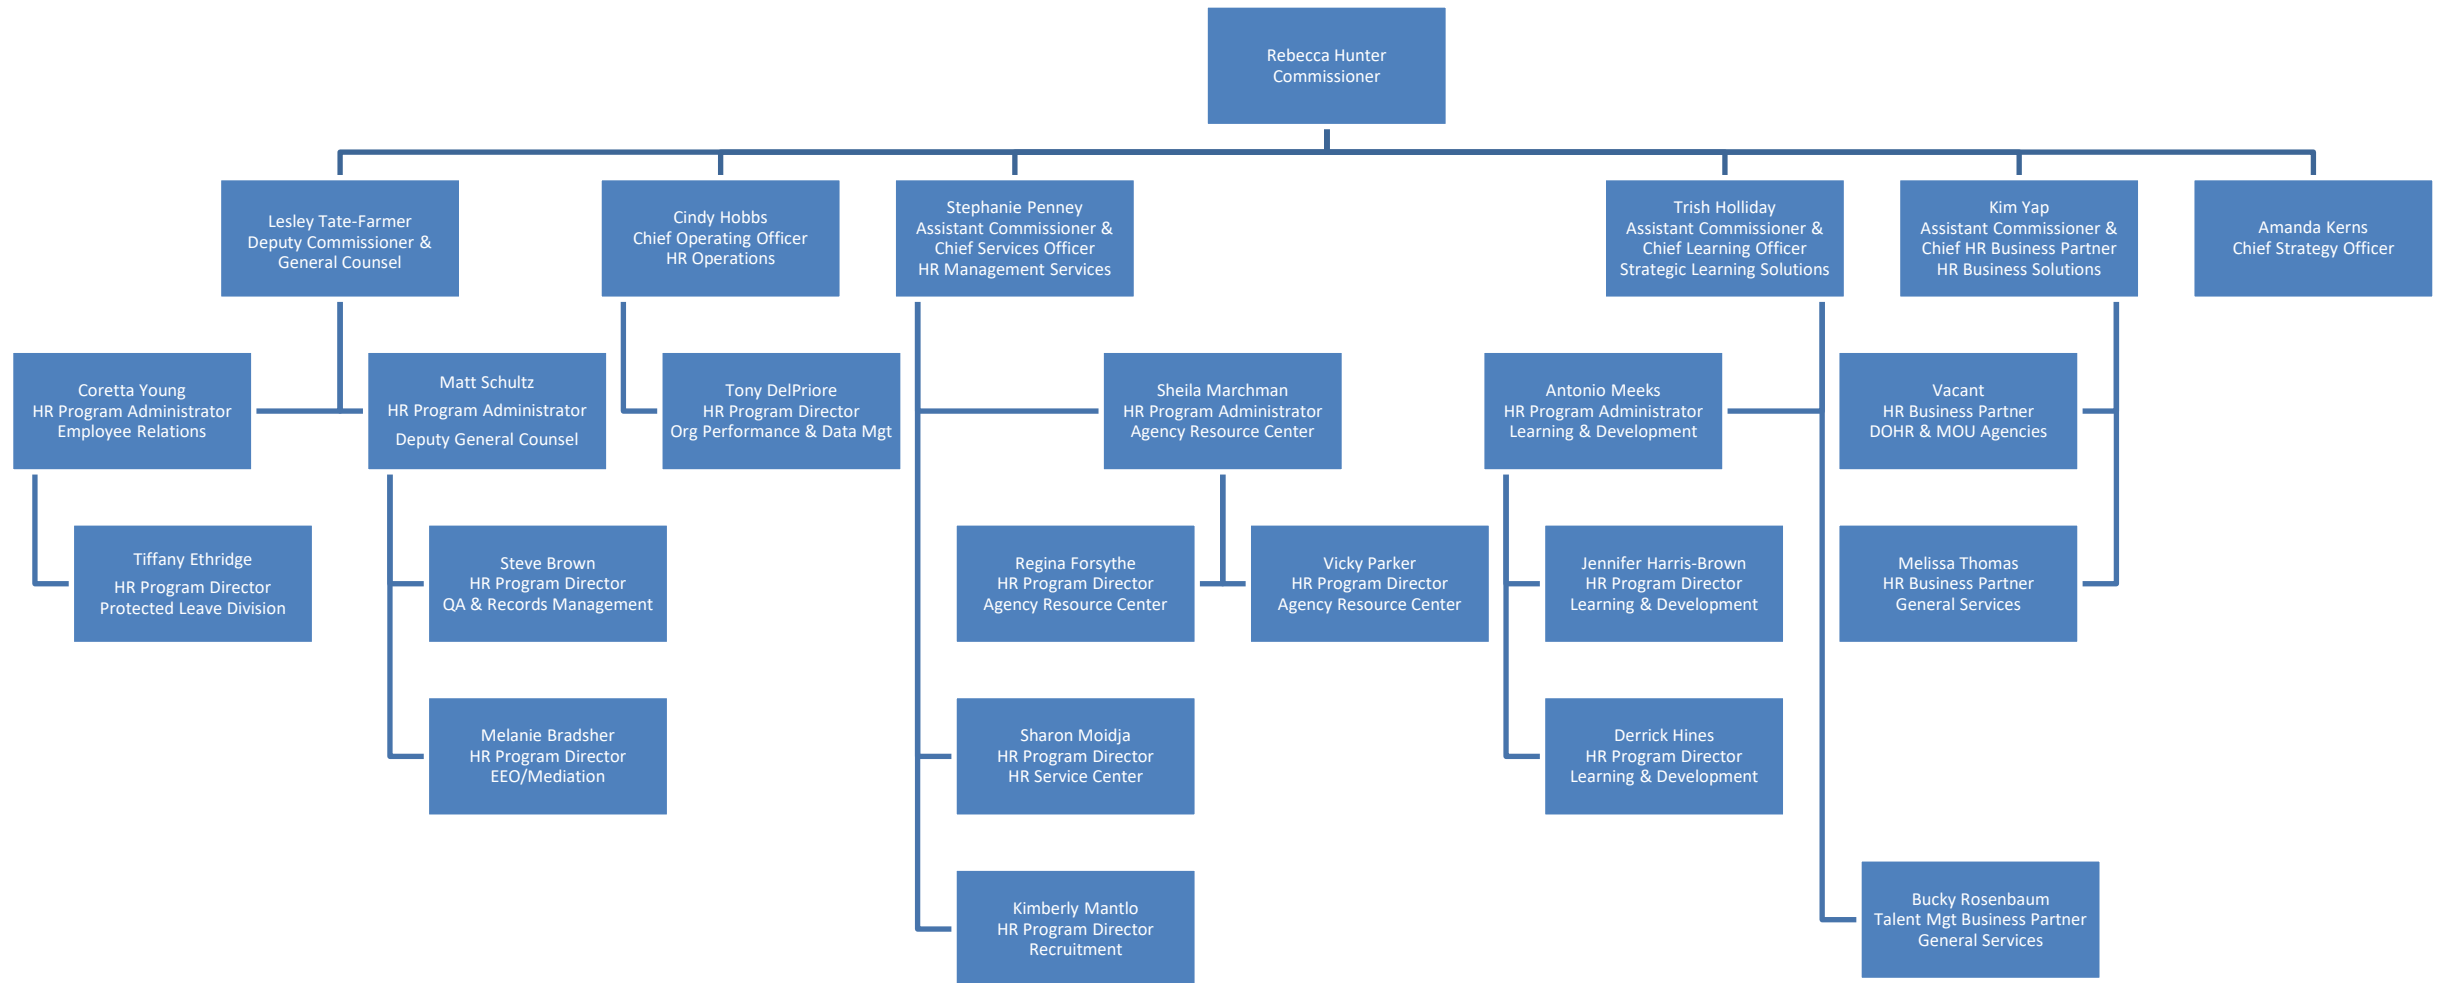 Rebecca Hunter
Commissioner
Lesley Tate-Farmer
Deputy Commissioner &
General Counsel
Cindy Hobbs
Chief Operating Officer
HR Operations
Stephanie Penney
Assistant Commissioner &
Chief Services Officer
HR Management Services
Trish Holliday
Assistant Commissioner &
Chief Learning Officer
Strategic Learning Solutions
Kim Yap
Assistant Commissioner &
Chief HR Business Partner
HR Business Solutions
Amanda Kerns
Chief Strategy Officer
Coretta Young
HR Program Administrator
Employee Relations
Matt Schultz
HR Program Administrator
Deputy General Counsel
Tony DelPriore
HR Program Director
Org Performance & Data Mgt
Sheila Marchman
HR Program Administrator
Agency Resource Center
Antonio Meeks
HR Program Administrator
Learning & Development
Vacant
HR Business Partner
DOHR & MOU Agencies
Tiffany Ethridge
HR Program Director
Protected Leave Division
Steve Brown
HR Program Director
QA & Records Management
Regina Forsythe
HR Program Director
Agency Resource Center
Vicky Parker
HR Program Director
Agency Resource Center
Jennifer Harris-Brown
HR Program Director
Learning & Development
Melissa Thomas
HR Business Partner
General Services
Melanie Bradsher
HR Program Director
EEO/Mediation
Sharon Moidja
HR Program Director
HR Service Center
Derrick Hines
HR Program Director
Learning & Development
Kimberly Mantlo
HR Program Director
Recruitment
Bucky Rosenbaum
Talent Mgt Business Partner
General Services